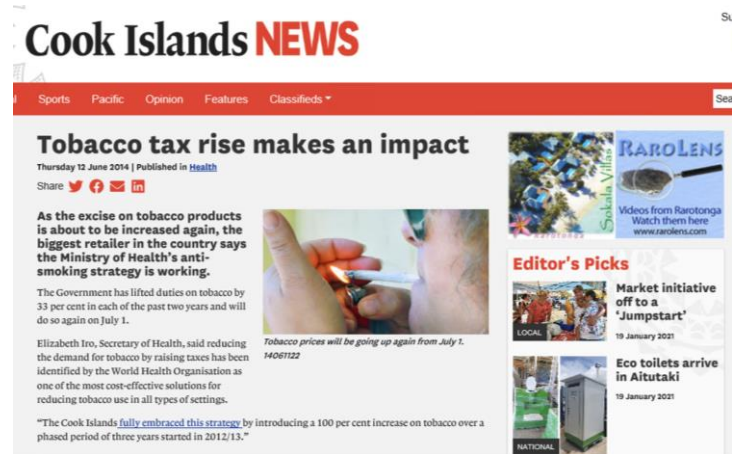 Su
Cook Islands NEWS
l Sports Pacific Opinion Features Classifieds
Sea
Tobacco tax rise makes an impact
Thursday 12 June 2014 | Published in Health
Share
As the excise on tobacco products
is about to be increased again, the
biggest retailer in the country says
the Ministry of Health's anti-
smoking strategy is working.
The Government has lifted duties on tobacco by
33 per cent in each of the past two years and will
do so again on July 1.
Elizabeth Iro, Secretary of Health, said reducing
the demand for tobacco by raising taxes has been
identified by the World Health Organisation as
one of the most cost-effective solutions for
reducing tobacco use in all types of settings.
Tobacco prices will be going up again from July 1.
14061122
“The Cook Islands fully embraced this strategy by introducing a 100 per cent increase on tobacco over a
phased period of three years started in 2012/13.”
Sokala Villas
RAROLENS
Videos from Rarotonga
Watch them here
www.rarolens.com
Editor's Picks
LOCAL
Market initiative
off to a
‘Jumpstart’
19 January 2021
NATIONAL
Eco toilets arrive
in Aitutaki
19 January 2021